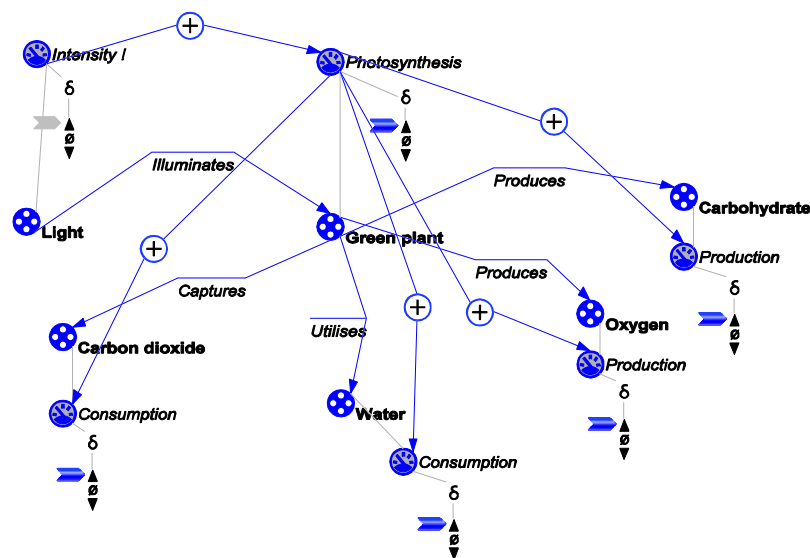 +
Intensity !
Photosynthesis
δ
δ
ø
+
ø
Illuminates
Produces
Carbohydrate
Light
Green plant
+
Production
Produces
δ
Captures
+
+
Oxygen
ø
Utilises
Carbon dioxide
Production
δ
Consumption
Water
ø
δ
Consumption
ø
δ
ø